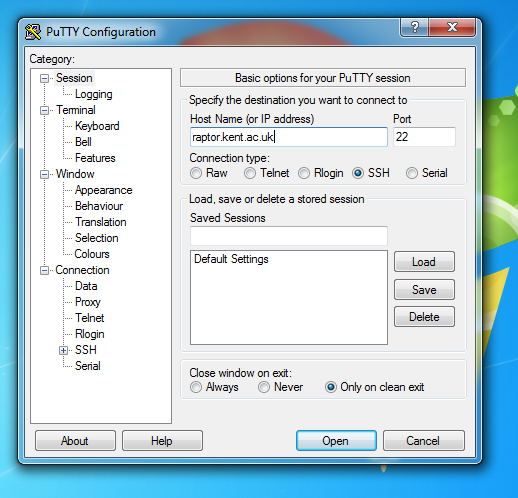 PuTTY Configuration
Category:
Session
Logging
Terminal
Keyboard
Bell
Features
Window
Appearance
Behaviour
Translation
Selection
Colours
Connection
Data
Proxy
Telnet
Rlogin
SSH
Serial
Basic options for your PuTTY session
Specify the destination you want to connect to
Host Name (or IP address) Port
raptor.kent.ac.uk 22
Connection type:
Raw Telnet Rlogin SSH Serial
Load, save or delete a stored session
Saved Sessions
Default Settings
Load
Save
Delete
Close window on exit:
Always Never Only on clean exit
About Help Open Cancel